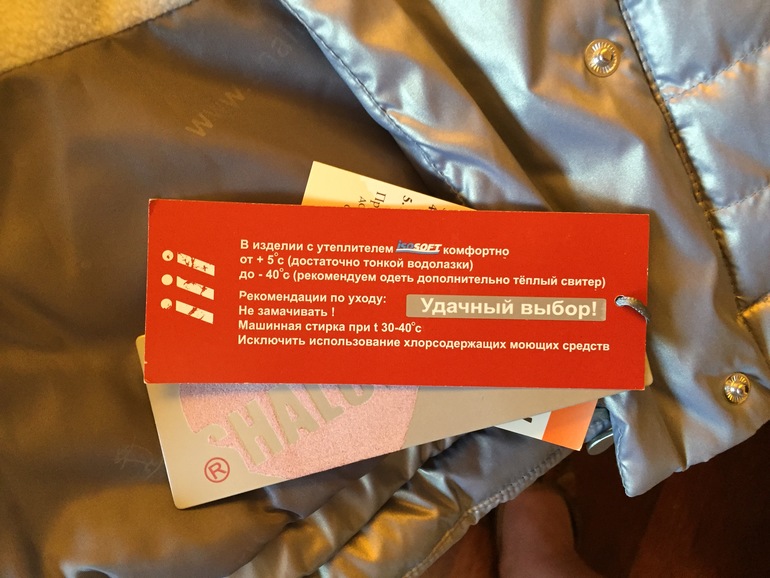 www.
В изделии с утеплителем isoSOFT комфортно
от + 5°с (достаточно тонкой водолазки)
до - 40°с (рекомендуем одеть дополнительно тёплый свитер)
Рекомендации по уходу:
Не замачивать !
Машинная стирка при t 30-40°с
Исключить использование хлорсодержащих моющих средств
Удачный выбор!
®